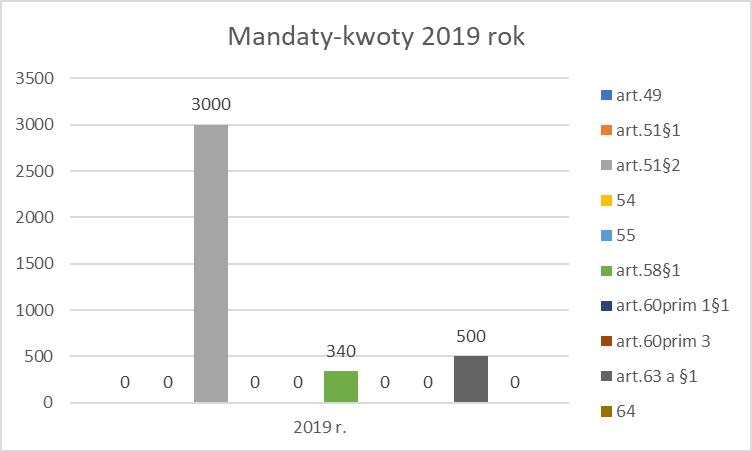 Mandaty-kwoty 2019 rok
3500
3000
2500
2000
1500
1000
500
0
0 0 3000 0 0 340 0 0 500 0
2019 r.
art.49
art.51§1
art.51§2
54
55
art.58§1
art.60prim 1§1
art.60prim 3
art.63 a §1
64